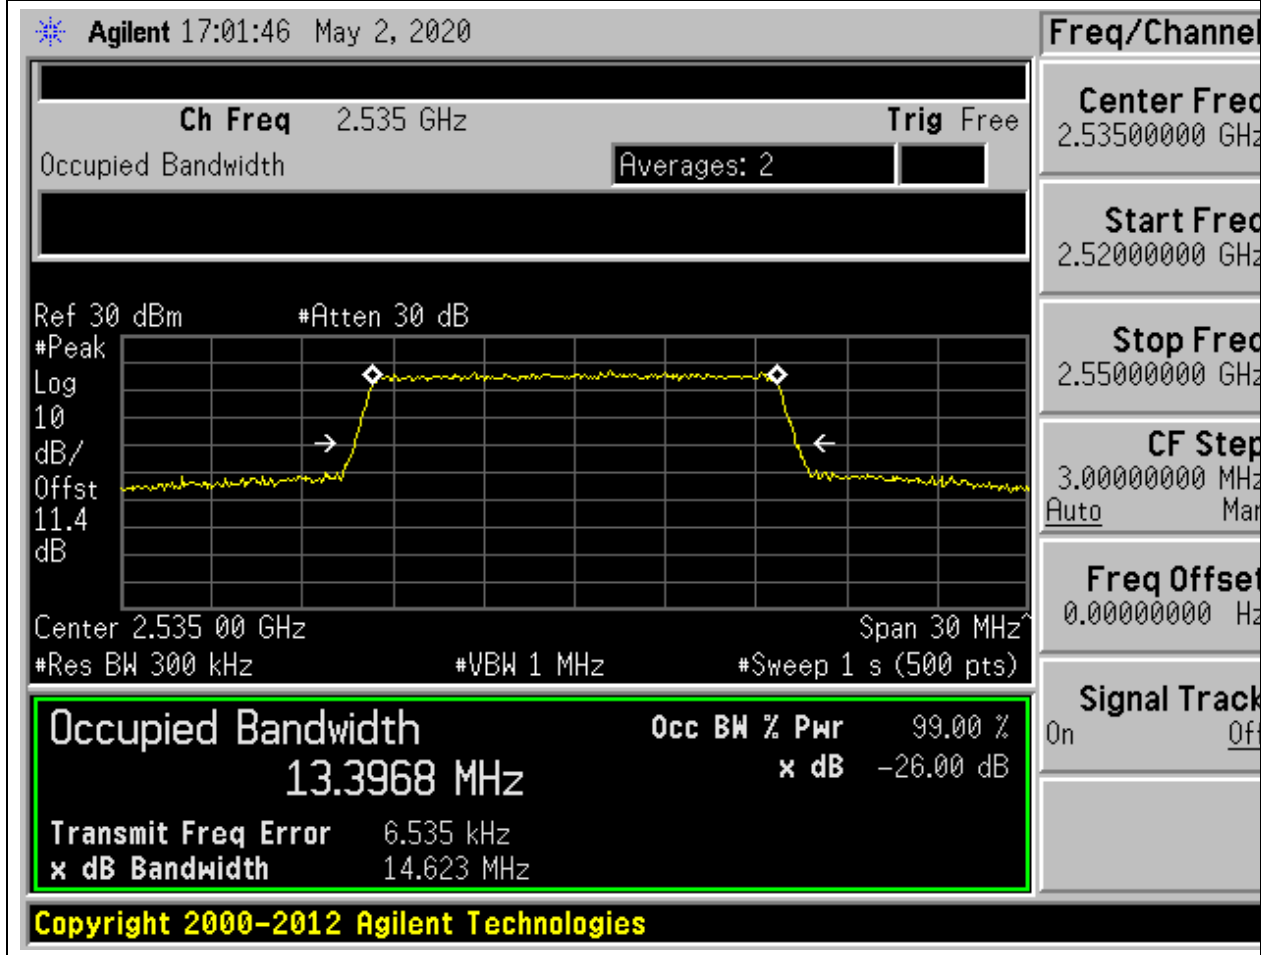 Agilent 17:01:46 May 2, 2020
Freq/Channel
Ch Freq 2.535 GHz Trig Free
Occupied Bandwidth Averages: 2
Center Freq
2.53500000 GHz
Start Freq
2.52000000 GHz
Stop Freq
2.55000000 GHz
CF Step
3.00000000 MHz
Auto Man
Freq Offset
0.00000000 Hz
Signal Track
On Off
Ref 30 dBm #Atten 30 dB
#Peak
Log
10
dB/
Offst
11.4
dB
Center 2.535 00 GHz Span 30 MHz^
#Res BW 300 kHz #VBW 1 MHz #Sweep 1 s (500 pts)
Occupied Bandwidth Occ BW % Pwr 99.00 %
13.3968 MHz x dB -26.00 dB
Transmit Freq Error 6.535 kHz
x dB Bandwidth 14.623 MHz
Copyright 2000-2012 Agilent Technologies